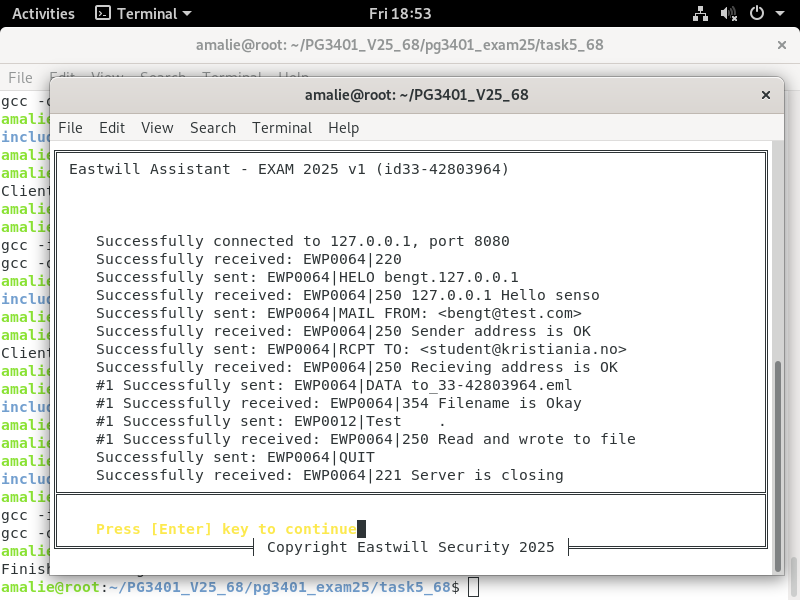 Activities Terminal Fri 18:53
amalie@root: ~/PG3401_V25_68/pg3401_exam25/task5_68 ×
File Edit View Search Terminal Help
amalie@root: ~/PG3401_V25_68 ×
File Edit View Search Terminal Help
Eastwill Assistant - EXAM 2025 v1 (id33-42803964)
Successfully connected to 127.0.0.1, port 8080
Successfully received: EWP0064|220
Successfully sent: EWP0064|HELO bengt.127.0.0.1
Successfully received: EWP0064|250 127.0.0.1 Hello senso
Successfully sent: EWP0064|MAIL FROM: <bengt@test.com>
Successfully received: EWP0064|250 Sender address is OK
Successfully sent: EWP0064|RCPT TO: <student@kristiania.no>
Successfully received: EWP0064|250 Recieving address is OK
#1 Successfully sent: EWP0064|DATA to_33-42803964.eml
#1 Successfully received: EWP0064|354 Filename is Okay
#1 Successfully sent: EWP0012|Test    .
#1 Successfully received: EWP0064|250 Read and wrote to file
Successfully sent: EWP0064|QUIT
Successfully received: EWP0064|221 Server is closing
Press [Enter] key to continue
Copyright Eastwill Security 2025
gcc -
amalie
inclu
amalie
amalie
Client
amalie
amalie
gcc -
gcc -
amalie
inclu
amalie
amalie
Client
amalie
amalie
inclu
amalie
amalie
amalie
inclu
amalie
gcc -
gcc -
amalie
Finish
amalie@root:~/PG3401_V25_68/pg3401_exam25/task5_68$